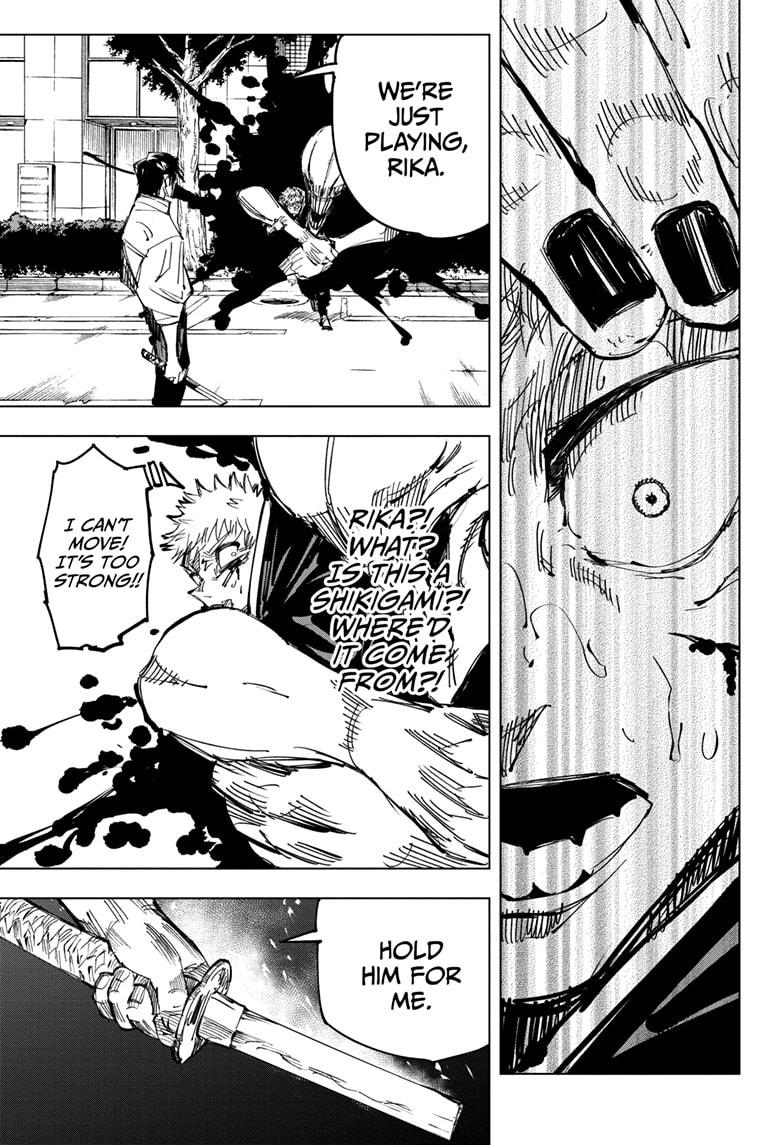 WE'RE
JUST
PLAYING,
RIKA.
RIKA?!
WHAT?
IS THIS A
SHIKIGAMI?!
WHERE'D
IT COME
FROM?!
I CAN'T
MOVE!
IT'S TOO
STRONG!!
HOLD
HIM FOR
ME.